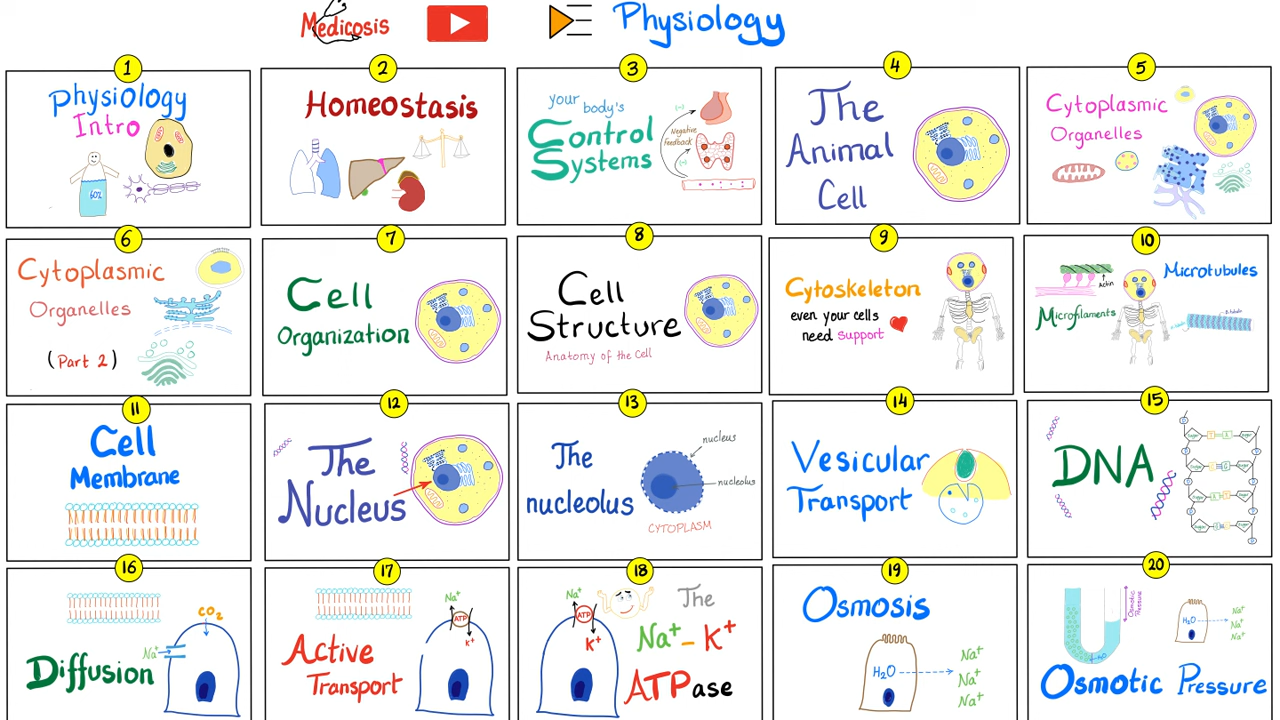 Medicosis
Physiology
1
Physiology
Intro
60%
2
Homeostasis
3
your body's
Control
Systems
Negative
feedback
(-)
(-)
4
The
Animal
Cell
5
Cytoplasmic
Organelles
6
Cytoplasmic
Organelles
(Part 2)
7
Cell
Organization
8
Cell
Structure
Anatomy of the Cell
9
Cytoskeleton
even your cells
need support
10
Microtubules
Actin
Microfilaments
11
Cell
Membrane
12
The
Nucleus
13
The
nucleolus
nucleus
nucleolus
CYTOPLASM
14
Vesicular
Transport
15
DNA
16
CO2
Na+
Diffusion
17
Na+
ATP
K+
Active
Transport
18
Na+
ATP
K+
The
Na+ – K+
ATPase
19
Osmosis
H2O
Na+
Na+
Na+
20
Osmotic
Pressure
H2O
Na+
Na+
Na+
Osmotic Pressure